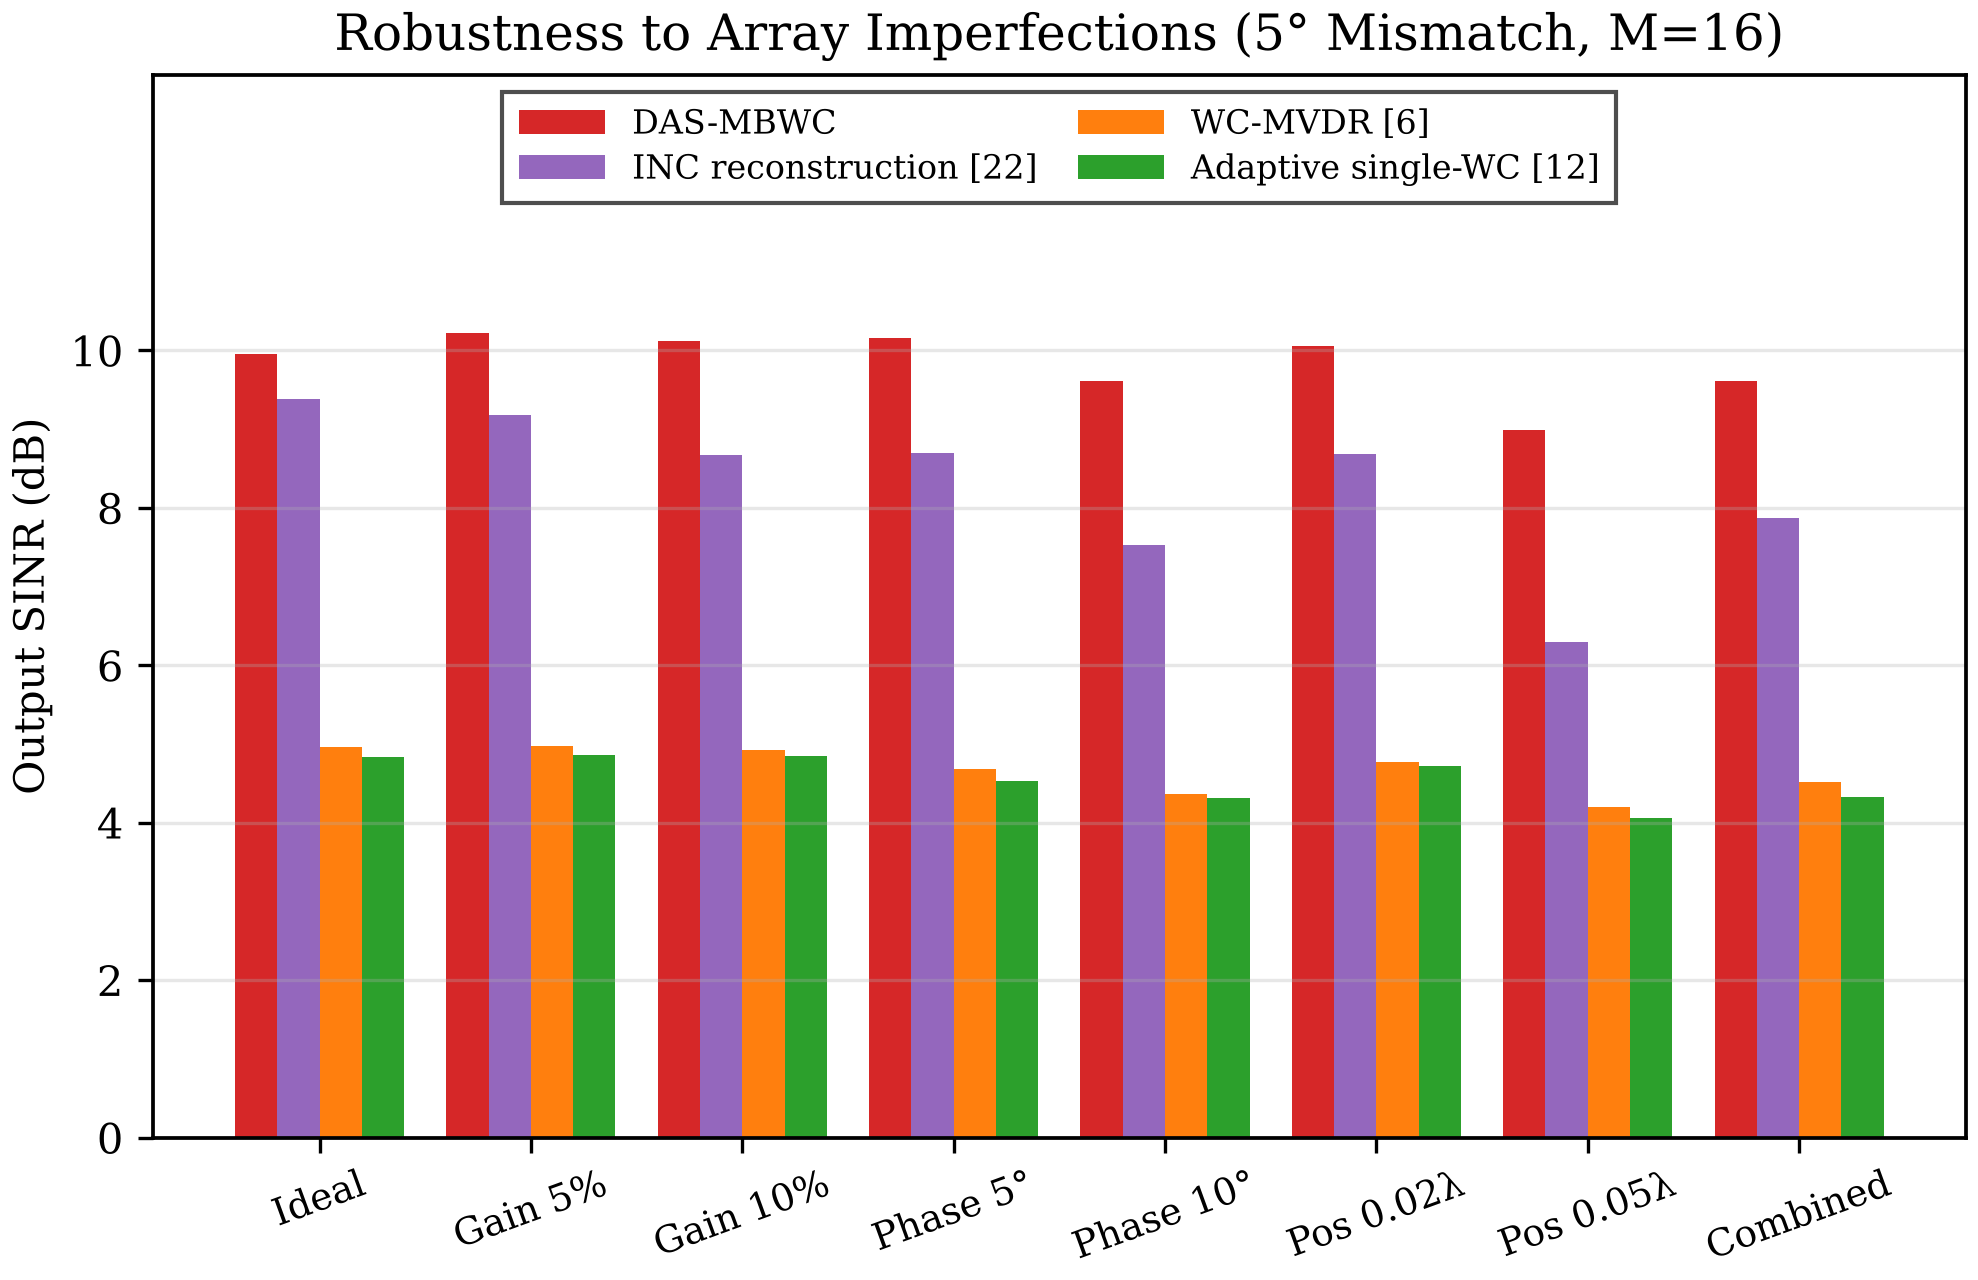 Robustness to Array Imperfections (5° Mismatch, M=16)
DAS-MBWC
INC reconstruction [22]
WC-MVDR [6]
Adaptive single-WC [12]
Output SINR (dB)
10
8
6
4
2
0
Ideal
Gain 5%
Gain 10%
Phase 5°
Phase 10°
Pos 0.02λ
Pos 0.05λ
Combined